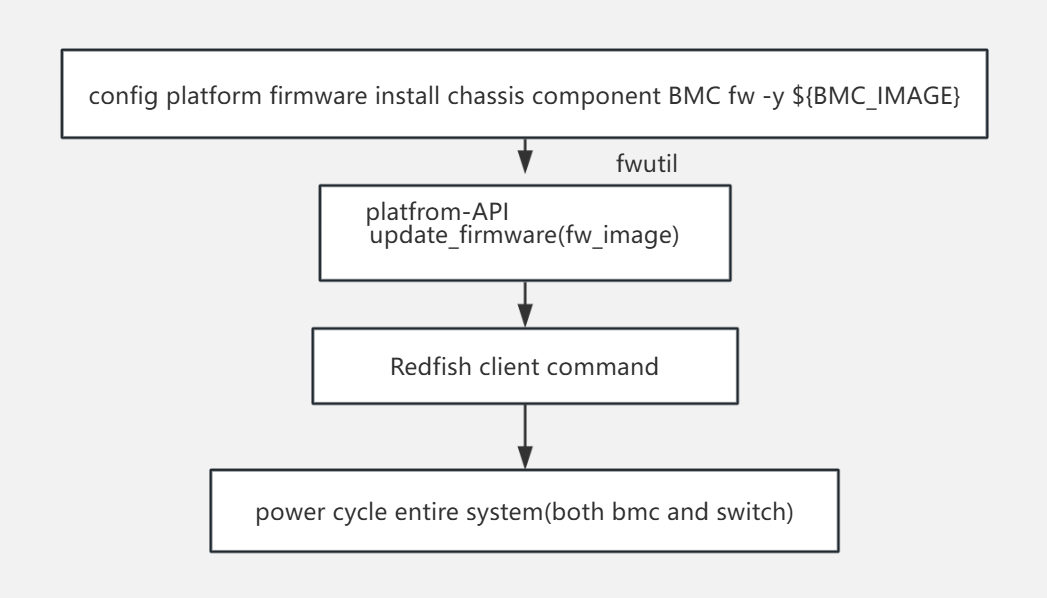 config platform firmware install chassis component BMC fw -y ${BMC_IMAGE}
fwutil
platfrom-API
update_firmware(fw_image)
Redfish client command
power cycle entire system(both bmc and switch)